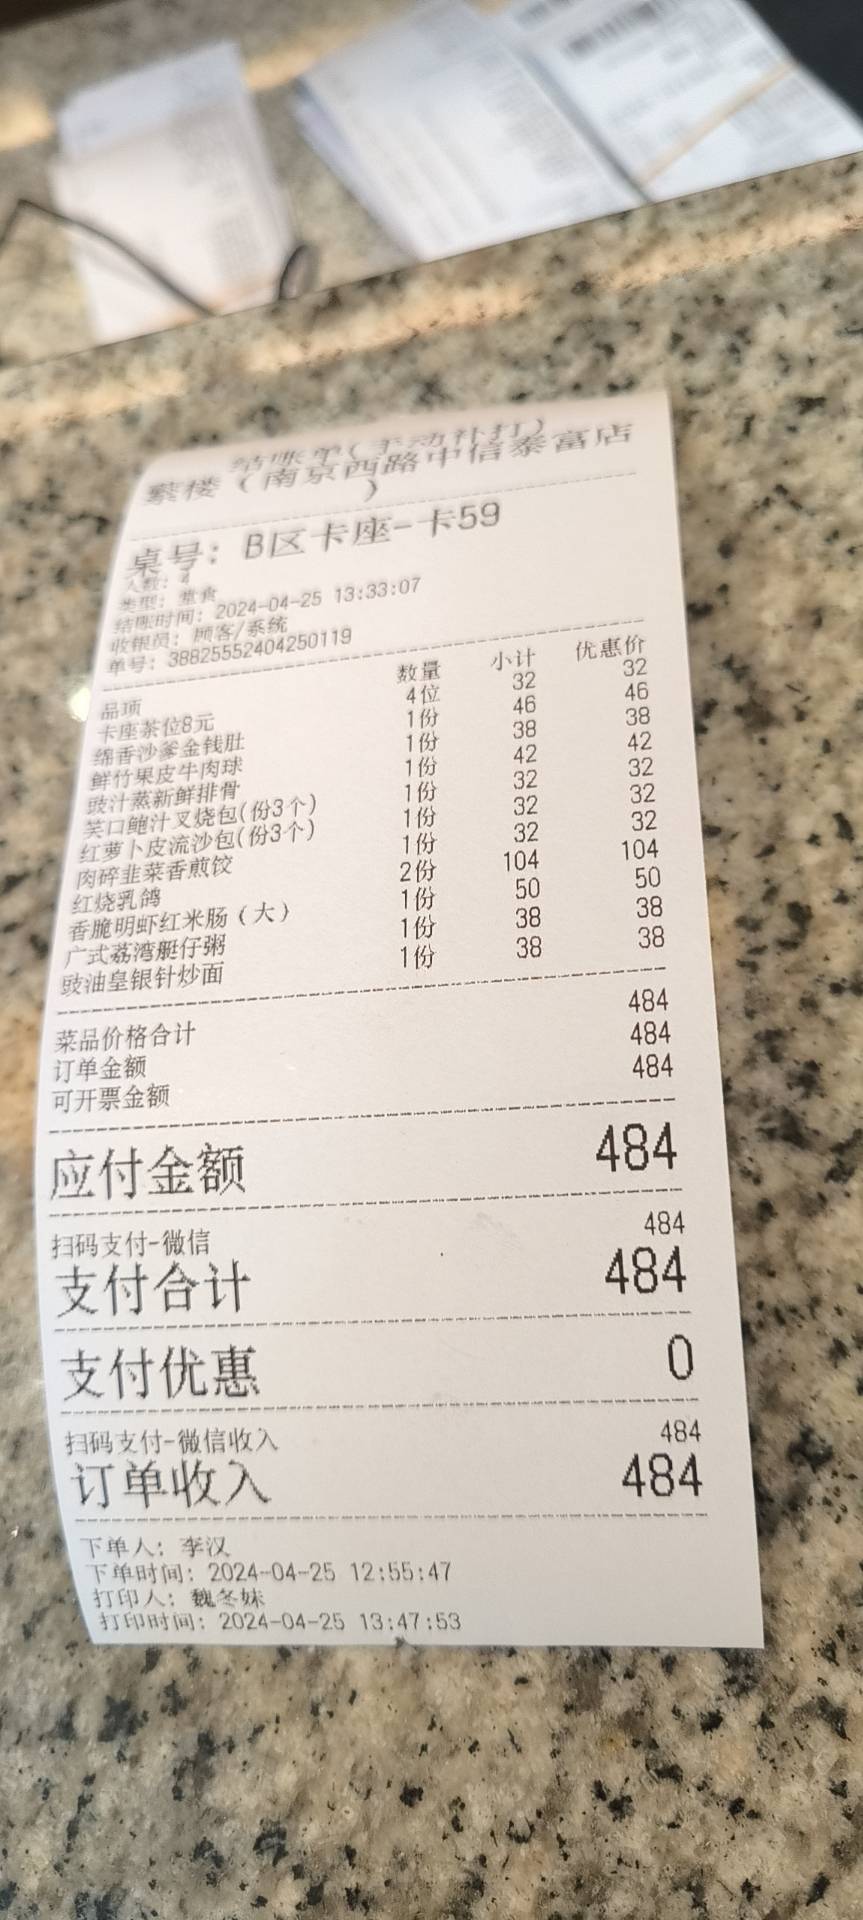 结账单(手动补打)
紫楼（南京西路中信泰富店
）
桌号: B区卡座-卡59
人数: 4
类型: 堂食
结账时间: 2024-04-25 13:33:07
收银员: 顾客/系统
单号: 38825552404250119
品项 数量 小计 优惠价
卡座茶位8元 4位 32 32
绵香沙爹金钱肚 1份 46 46
鲜竹果皮牛肉球 1份 38 38
豉汁蒸新鲜排骨 1份 42 42
笑口鲍汁叉烧包(份3个) 1份 32 32
红萝卜皮流沙包(份3个) 1份 32 32
肉碎韭菜香煎饺 1份 32 32
红烧乳鸽 2份 104 104
香脆明虾红米肠（大） 1份 50 50
广式荔湾艇仔粥 1份 38 38
豉油皇银针炒面 1份 38 38
菜品价格合计 484
订单金额 484
可开票金额 484
应付金额 484
扫码支付-微信 484
支付合计 484
支付优惠 0
扫码支付-微信收入 484
订单收入 484
下单人: 李汉
下单时间: 2024-04-25 12:55:47
打印人: 魏冬妹
打印时间: 2024-04-25 13:47:53